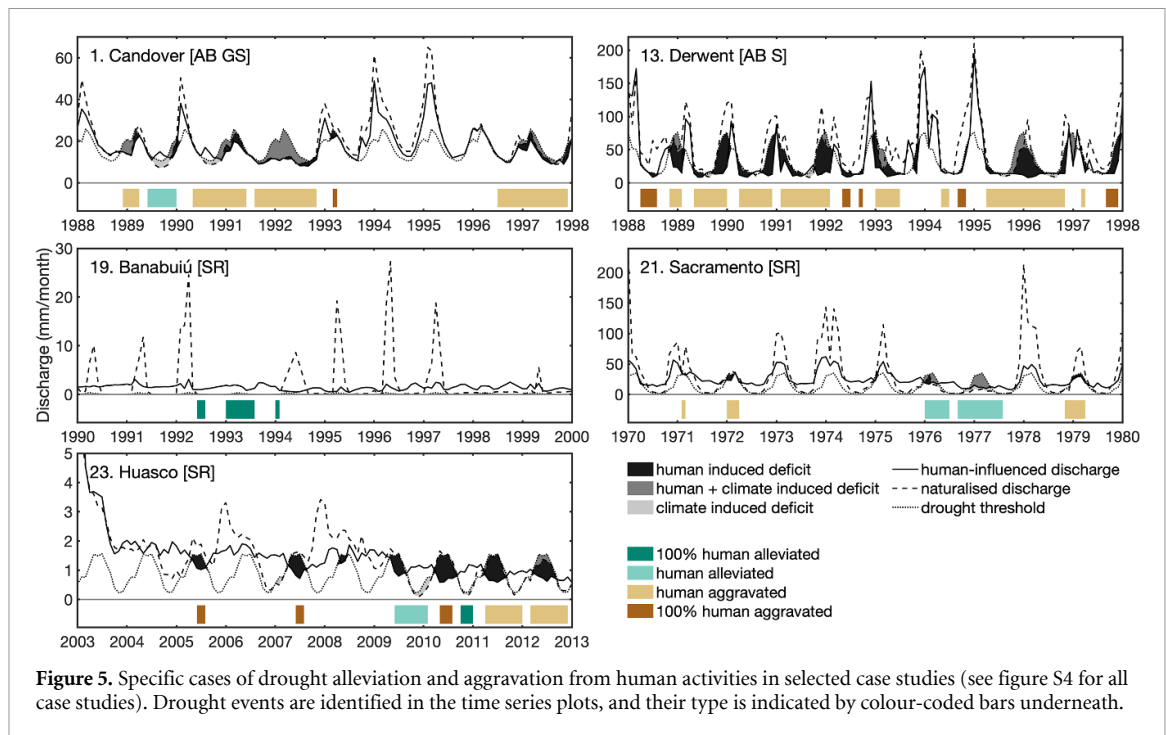 1. Candover [AB GS]
60
40
20
0
1988 1989 1990 1991 1992 1993 1994 1995 1996 1997 1998
13. Derwent [AB S]
200
150
100
50
0
1988 1989 1990 1991 1992 1993 1994 1995 1996 1997 1998
Discharge (mm/month)
19. Banabuiú [SR]
30
20
10
0
1990 1991 1992 1993 1994 1995 1996 1997 1998 1999 2000
21. Sacramento [SR]
200
150
100
50
0
1970 1971 1972 1973 1974 1975 1976 1977 1978 1979 1980
23. Huasco [SR]
5
4
3
2
1
0
2003 2004 2005 2006 2007 2008 2009 2010 2011 2012 2013
human induced deficit
human + climate induced deficit
climate induced deficit
human-influenced discharge
naturalised discharge
drought threshold
100% human alleviated
human alleviated
human aggravated
100% human aggravated
Figure 5. Specific cases of drought alleviation and aggravation from human activities in selected case studies (see figure S4 for all
case studies). Drought events are identified in the time series plots, and their type is indicated by colour-coded bars underneath.